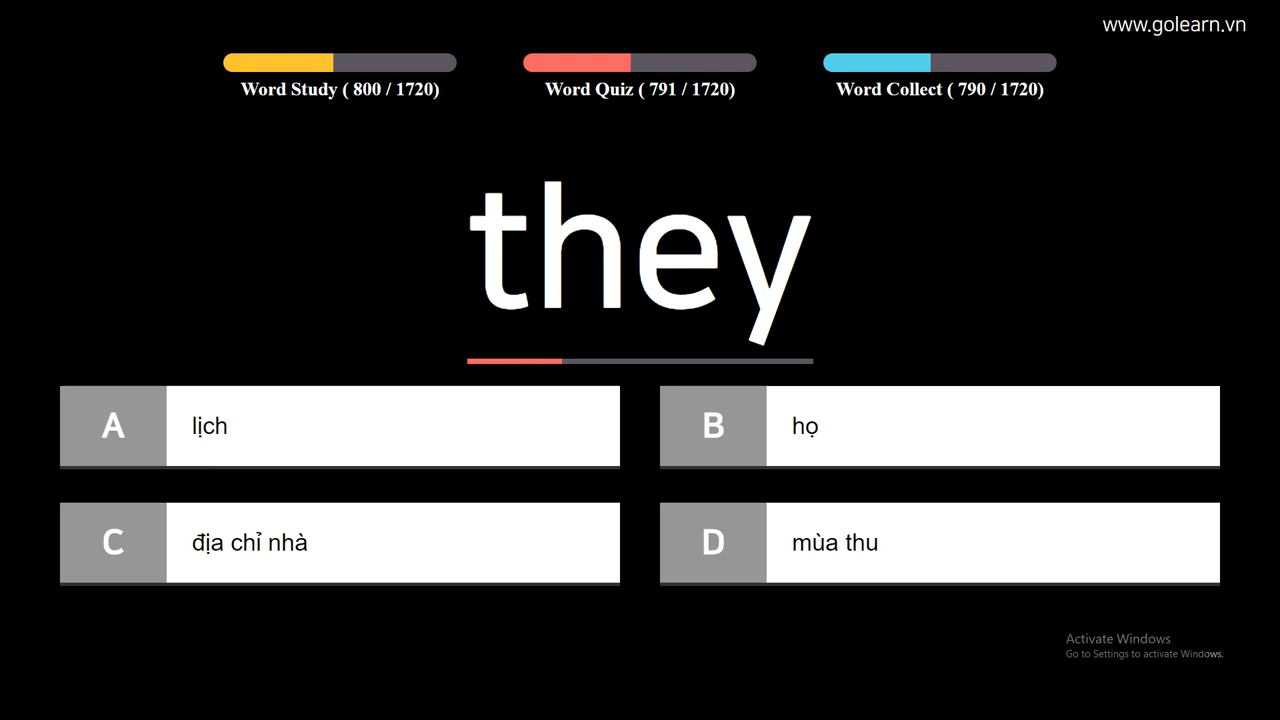 www.golearn.vn
Word Study ( 800 / 1720)
Word Quiz ( 791 / 1720)
Word Collect ( 790 / 1720)
they
A lịch
B họ
C địa chỉ nhà
D mùa thu
Activate Windows
Go to Settings to activate Windows.